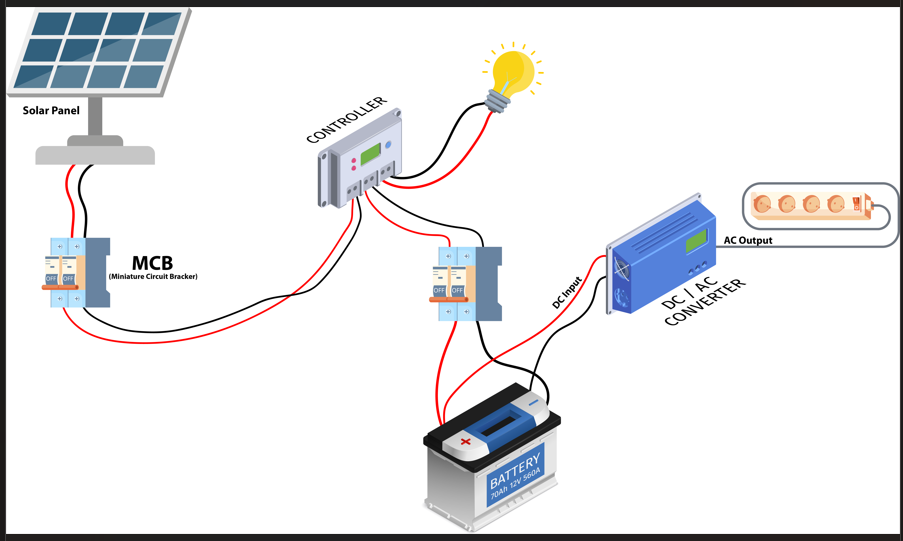 Solar Panel
CONTROLLER
MCB
(Miniature Circuit Bracker)
OFF OFF
OFF OFF
DC Input
AC Output
DC / AC
CONVERTER
+
−
BATTERY
70Ah 12V 560A